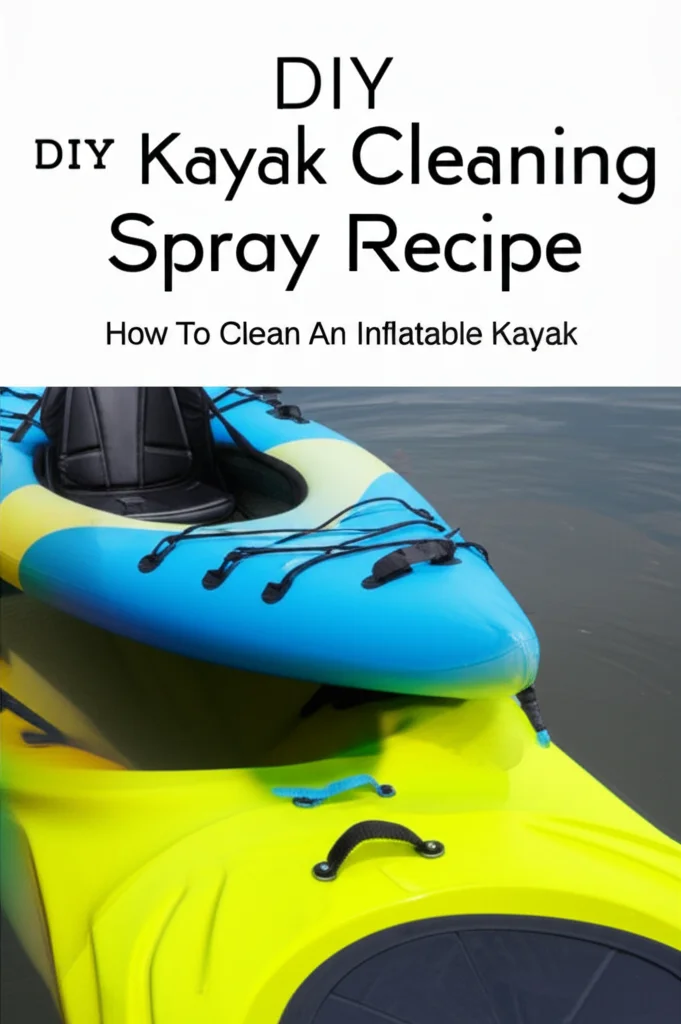 DIY
DIY Kayak Cleaning
Spray Recipe
How To Clean An Inflatable Kayak